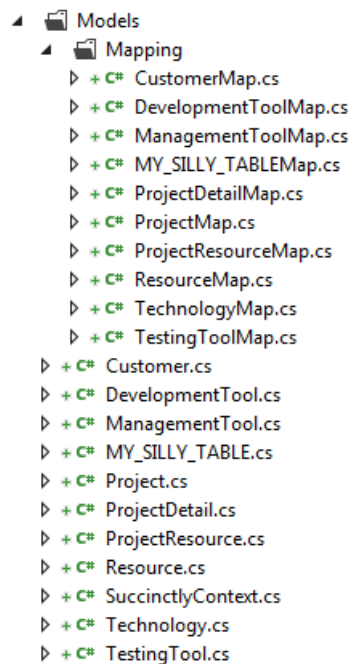 Models
Mapping
+ C# CustomerMap.cs
+ C# DevelopmentToolMap.cs
+ C# ManagementToolMap.cs
+ C# MY_SILLY_TABLEMap.cs
+ C# ProjectDetailMap.cs
+ C# ProjectMap.cs
+ C# ProjectResourceMap.cs
+ C# ResourceMap.cs
+ C# TechnologyMap.cs
+ C# TestingToolMap.cs
+ C# Customer.cs
+ C# DevelopmentTool.cs
+ C# ManagementTool.cs
+ C# MY_SILLY_TABLE.cs
+ C# Project.cs
+ C# ProjectDetail.cs
+ C# ProjectResource.cs
+ C# Resource.cs
+ C# SuccinctlyContext.cs
+ C# Technology.cs
+ C# TestingTool.cs